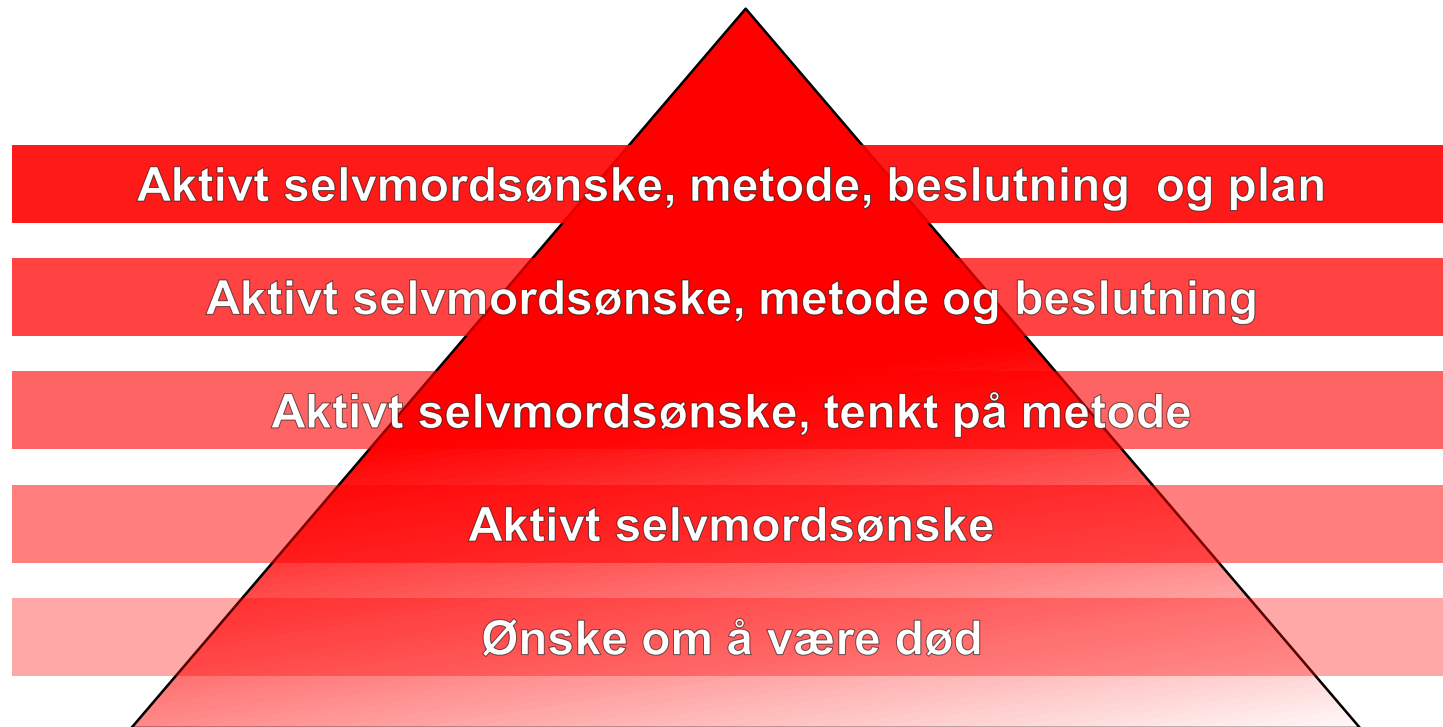 Aktivt selvmordsønske, metode, beslutning  og plan
Aktivt selvmordsønske, metode og beslutning
Aktivt selvmordsønske, tenkt på metode
Aktivt selvmordsønske
Ønske om å være død